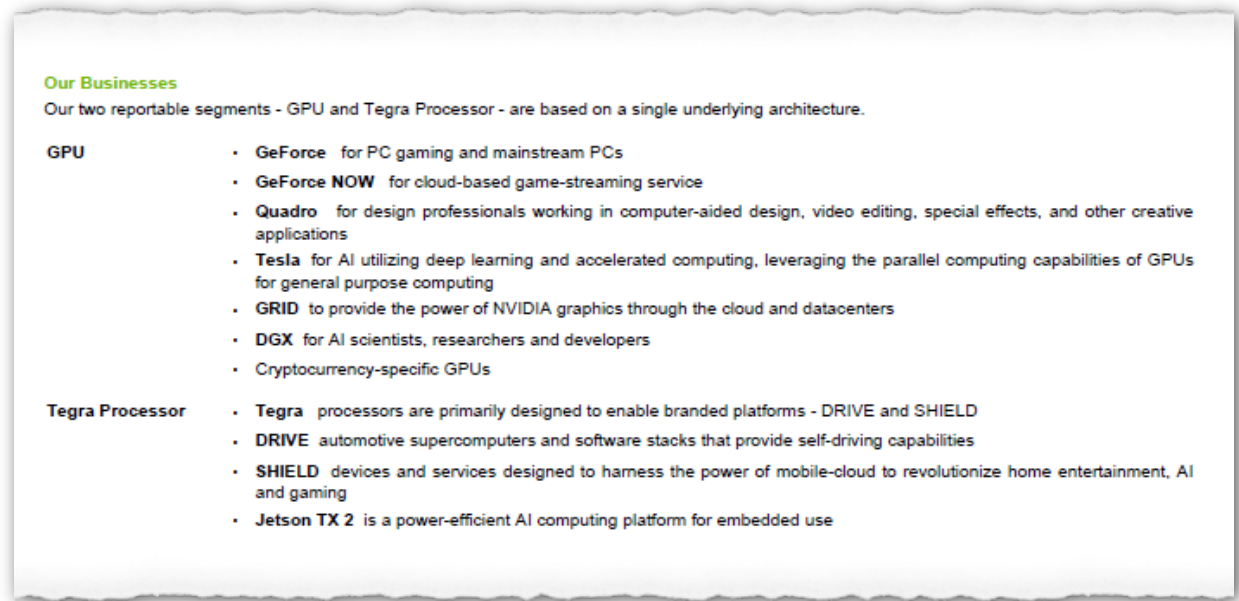 Our Businesses
Our two reportable segments - GPU and Tegra Processor - are based on a single underlying architecture.
GPU
· GeForce for PC gaming and mainstream PCs
· GeForce NOW for cloud-based game-streaming service
· Quadro for design professionals working in computer-aided design, video editing, special effects, and other creative
applications
· Tesla for AI utilizing deep learning and accelerated computing, leveraging the parallel computing capabilities of GPUs
for general purpose computing
· GRID to provide the power of NVIDIA graphics through the cloud and datacenters
· DGX for AI scientists, researchers and developers
· Cryptocurrency-specific GPUs
Tegra Processor
· Tegra processors are primarily designed to enable branded platforms - DRIVE and SHIELD
· DRIVE automotive supercomputers and software stacks that provide self-driving capabilities
· SHIELD devices and services designed to harness the power of mobile-cloud to revolutionize home entertainment, AI
and gaming
· Jetson TX 2 is a power-efficient AI computing platform for embedded use